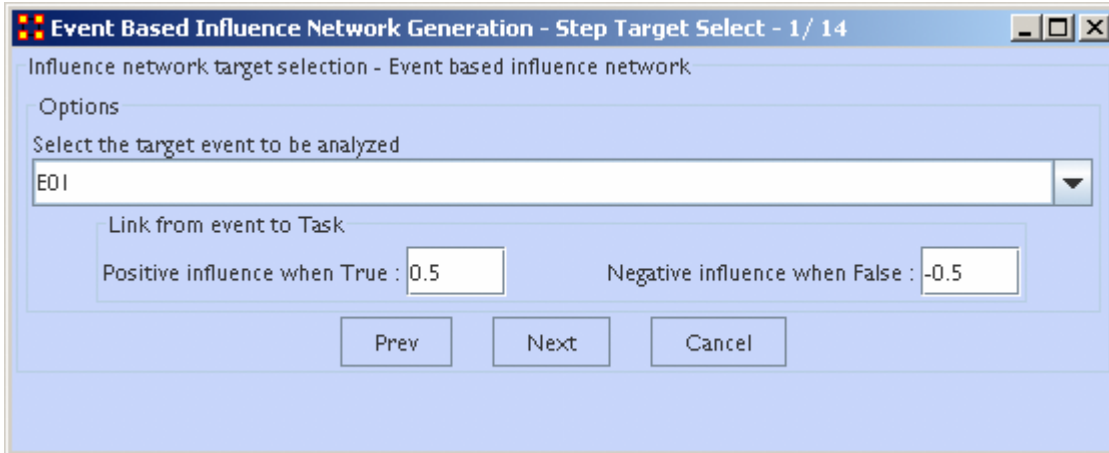 Event Based Influence Network Generation - Step Target Select - 1/ 14
Influence network target selection - Event based influence network
Options
Select the target event to be analyzed
E01
Link from event to Task
Positive influence when True : 0.5 Negative influence when False : -0.5
Prev Next Cancel